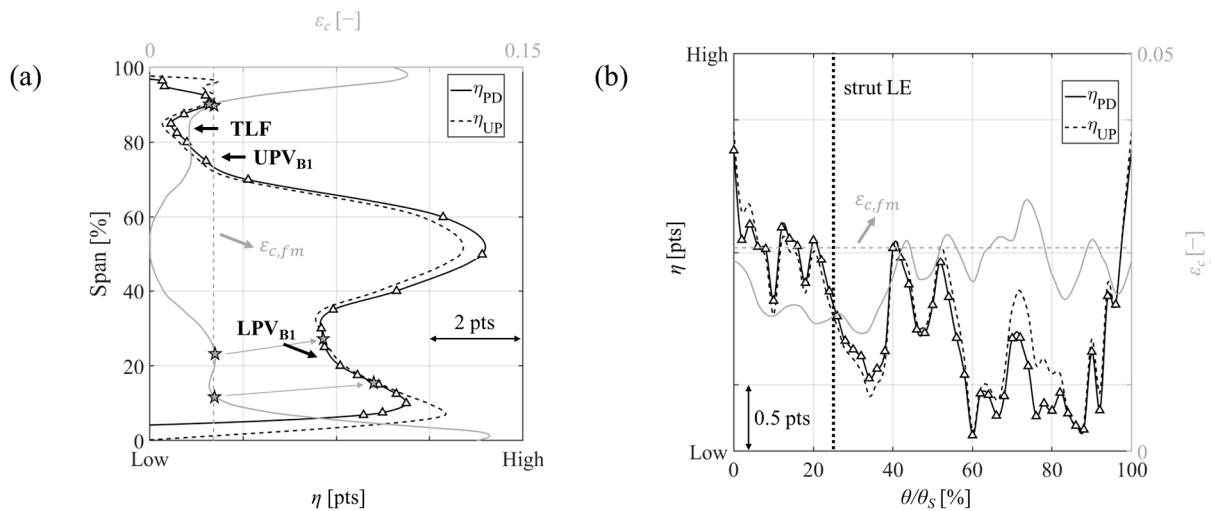 (a)
ε_c [−]
0
0.15
100
80
60
40
20
0
Span [%]
η_PD
η_UP
TLF
UPV_B1
ε_c,fm
LPV_B1
2 pts
Low
High
η [pts]
(b)
High
Low
η [pts]
strut LE
η_PD
η_UP
ε_c,fm
0.5 pts
0.05
0
ε_c [−]
0
20
40
60
80
100
θ/θ_S [%]